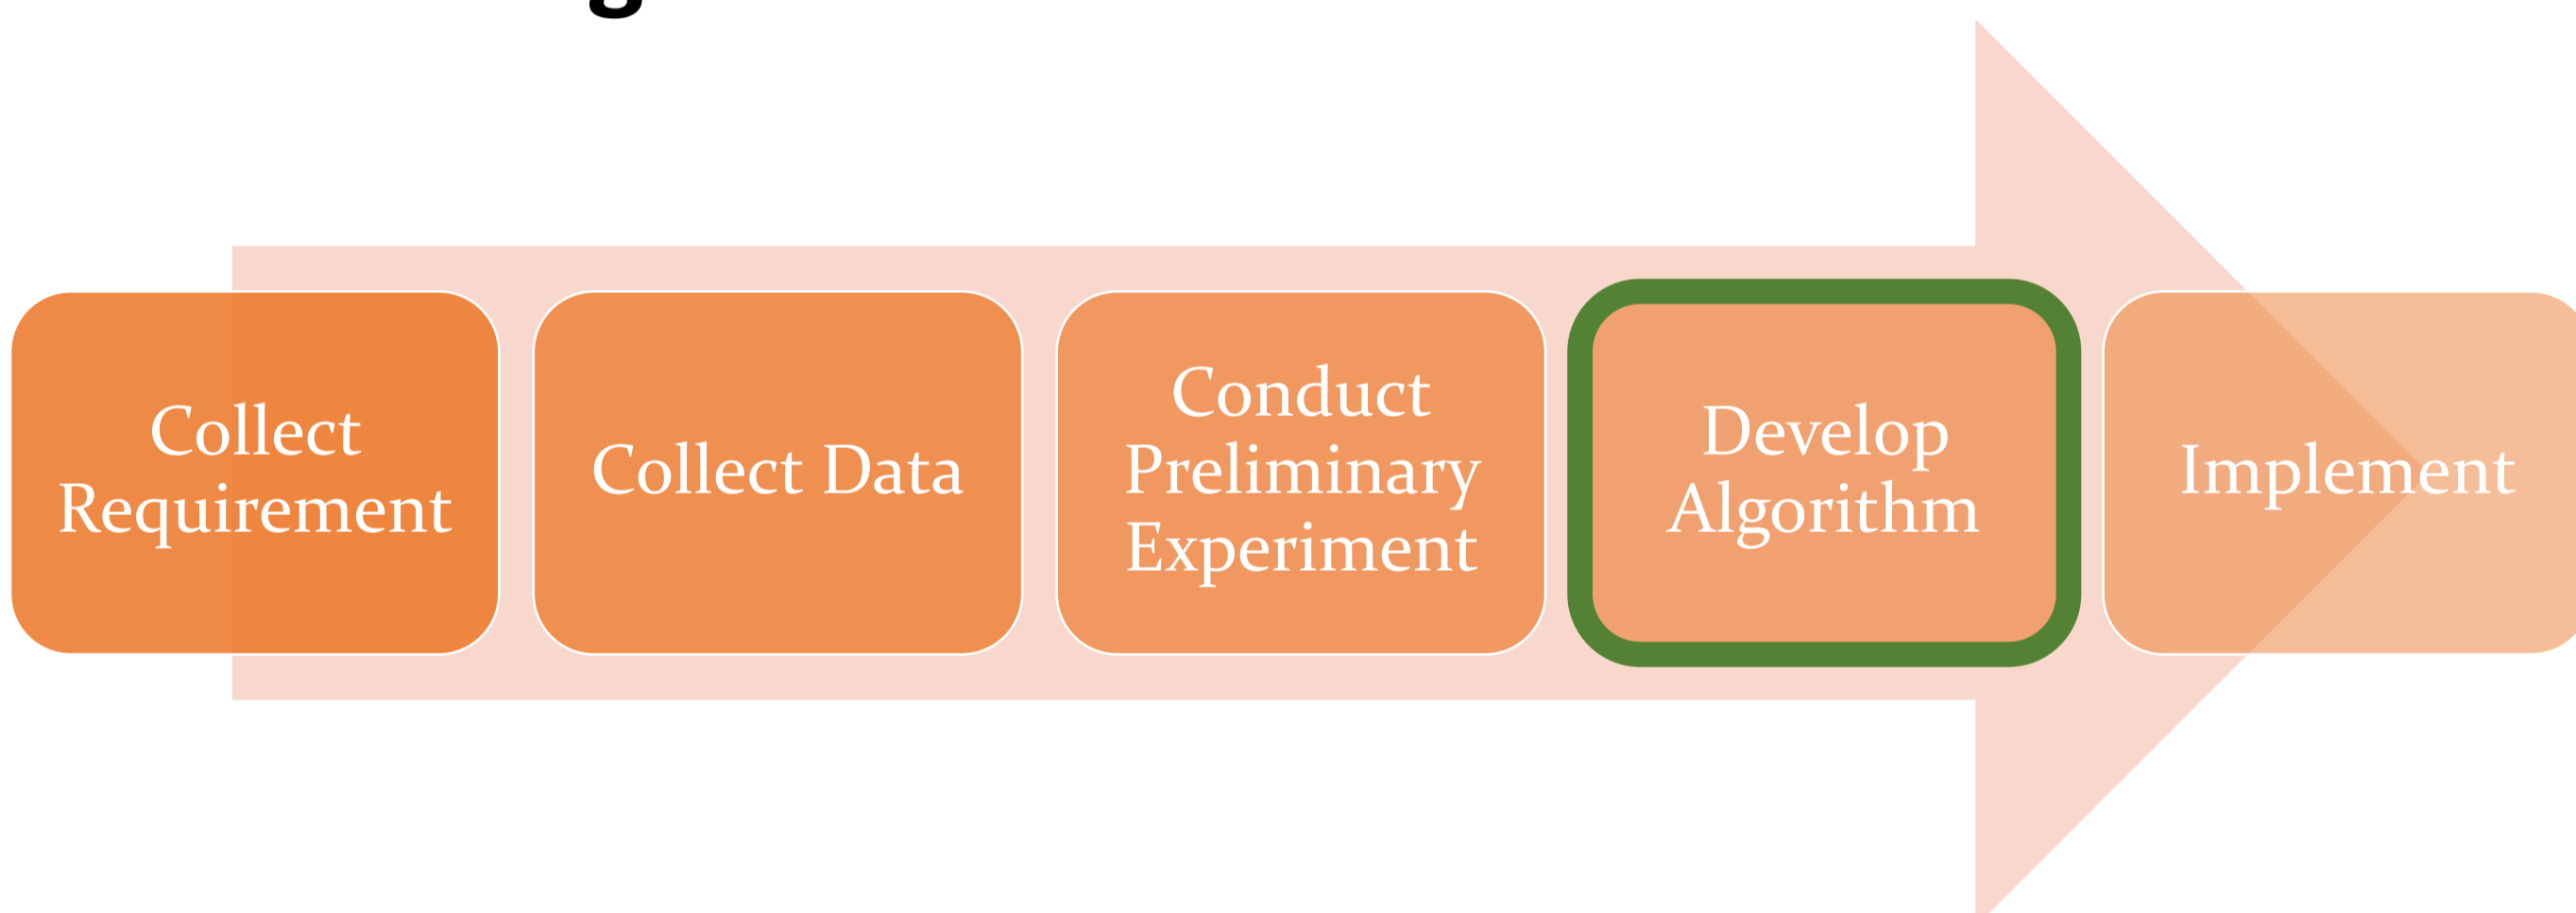 Collect
Requirement
Collect Data
Conduct
Preliminary
Experiment
Develop
Algorithm
Implement